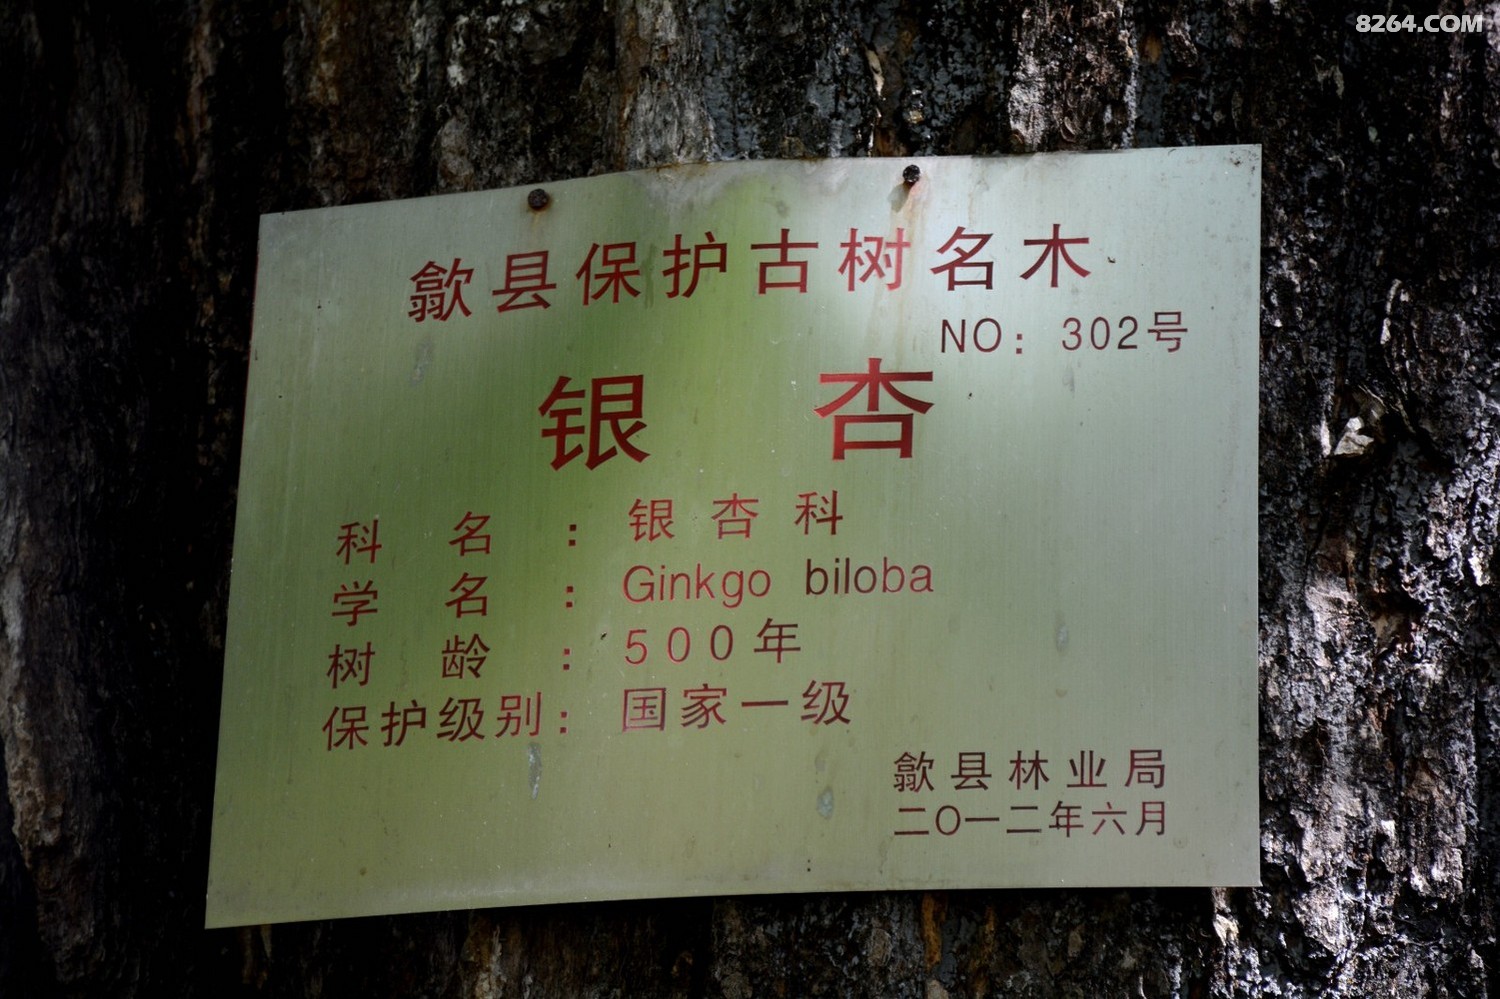 8264.COM
歙县保护古树名木
NO：302号
银杏
科名：银杏科
学名：Ginkgo biloba
树龄：500年
保护级别：国家一级
歙县林业局
二〇一二年六月